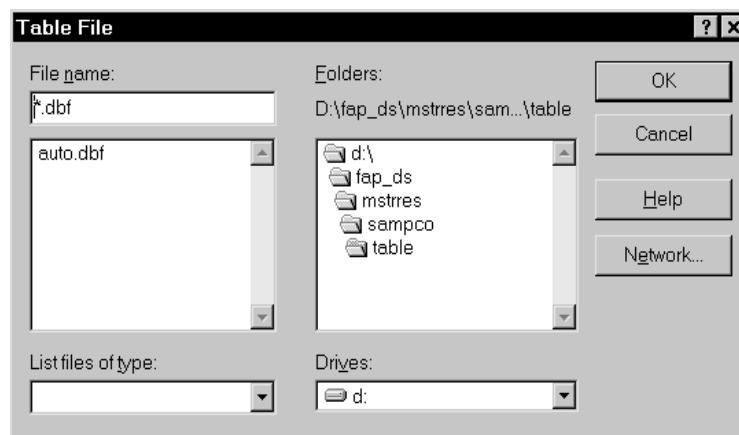 Table File
File name:
*.dbf
auto.dbf
List files of type:
Folders:
D:\fap_ds\mstrres\sam...\table
d:\
fap_ds
mstrres
sampco
table
Drives:
d:
OK
Cancel
Help
Network...